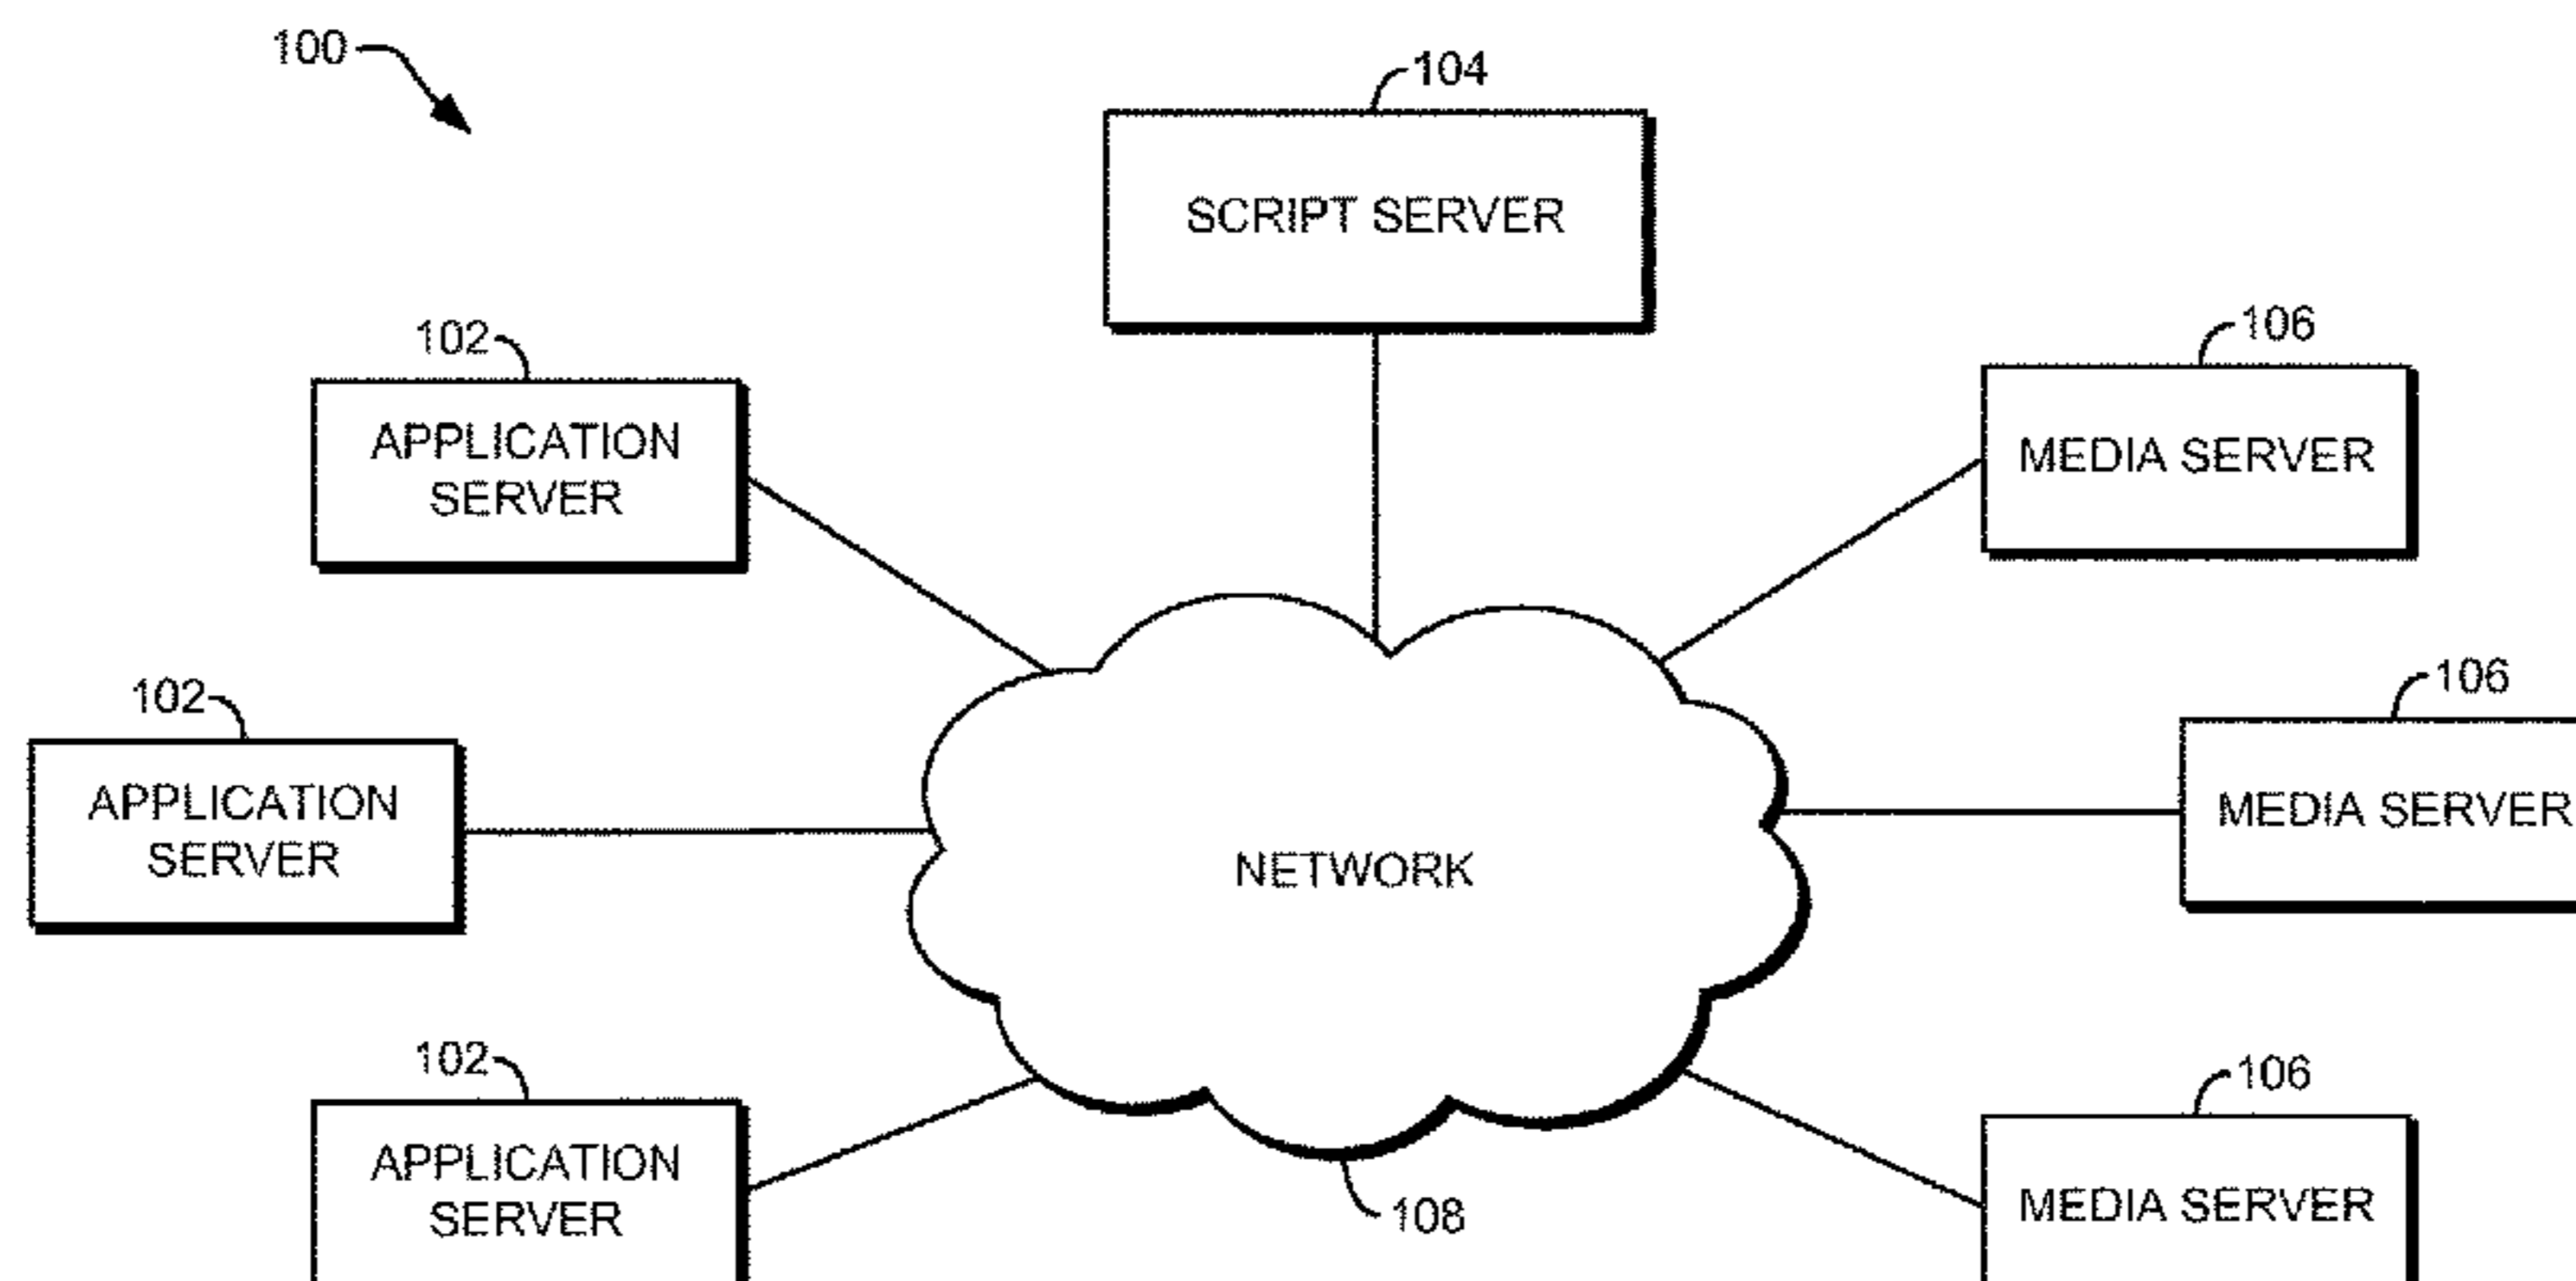 100
104
SCRIPT SERVER
102
APPLICATION
SERVER
106
MEDIA SERVER
102
APPLICATION
SERVER
NETWORK
106
MEDIA SERVER
102
APPLICATION
SERVER
108
106
MEDIA SERVER